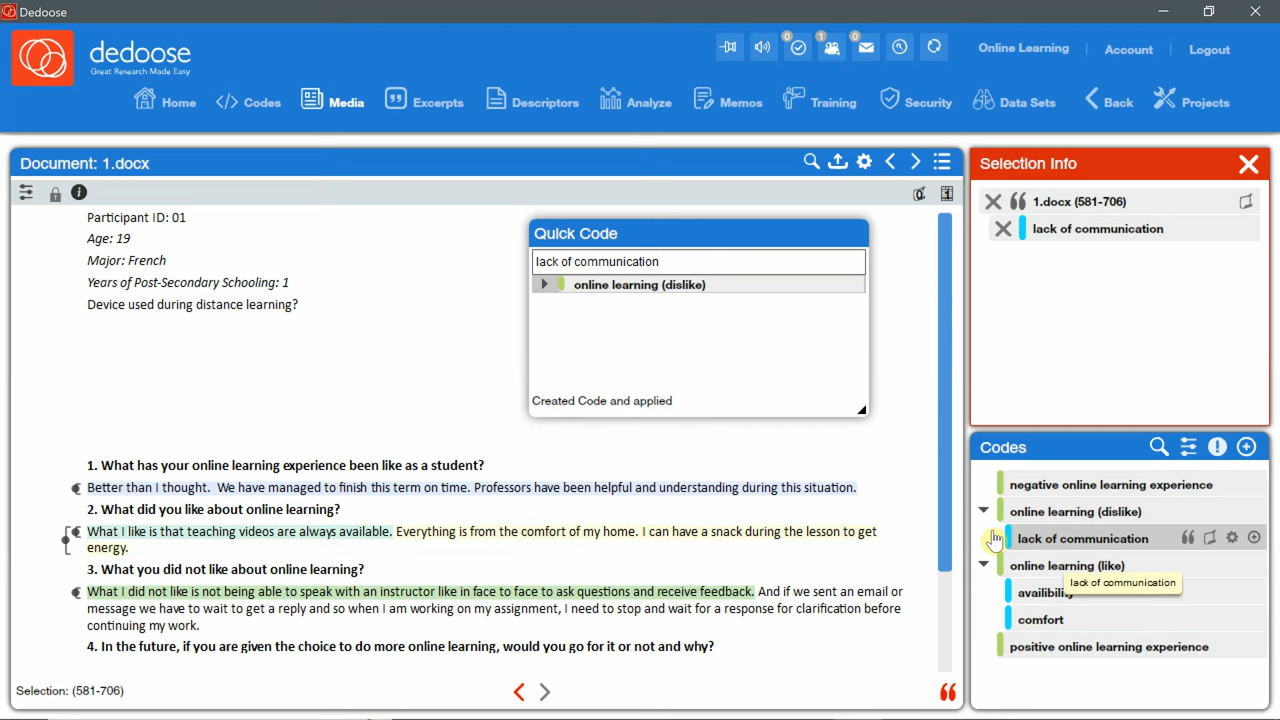 Dedoose
dedoose
Great Research Made Easy
0
1
0
Online Learning
Account
Logout
Home
Codes
Media
Excerpts
Descriptors
Analyze
Memos
Training
Security
Data Sets
Back
Projects
Document: 1.docx
Participant ID: 01
Age: 19
Major: French
Years of Post-Secondary Schooling: 1
Device used during distance learning?
Quick Code
lack of communication
online learning (dislike)
Created Code and applied
1. What has your online learning experience been like as a student?
Better than I thought. We have managed to finish this term on time. Professors have been helpful and understanding during this situation.
2. What did you like about online learning?
What I like is that teaching videos are always available. Everything is from the comfort of my home. I can have a snack during the lesson to get
energy.
3. What you did not like about online learning?
What I did not like is not being able to speak with an instructor like in face to face to ask questions and receive feedback. And if we sent an email or
message we have to wait to get a reply and so when I am working on my assignment, I need to stop and wait for a response for clarification before
continuing my work.
4. In the future, if you are given the choice to do more online learning, would you go for it or not and why?
Selection: (581-706)
Selection Info
1.docx (581-706)
lack of communication
Codes
negative online learning experience
online learning (dislike)
lack of communication
online learning (like)
lack of communication
comfort
positive online learning experience